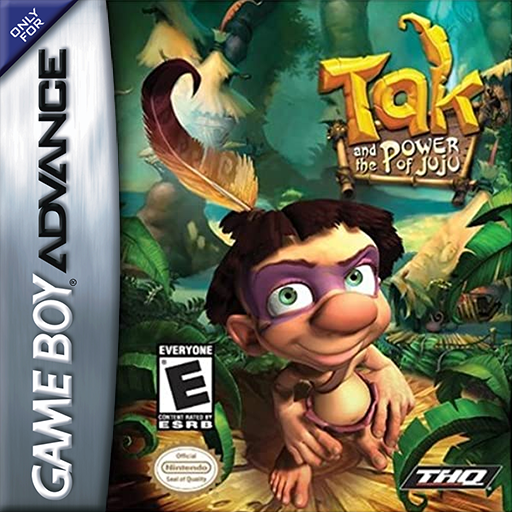 ONLY
FOR
GAME BOY ADVANCE
Tak
and the POWER
of JUJU
EVERYONE
E
CONTENT RATED BY
ESRB
Official
Nintendo
Seal of Quality
THQ